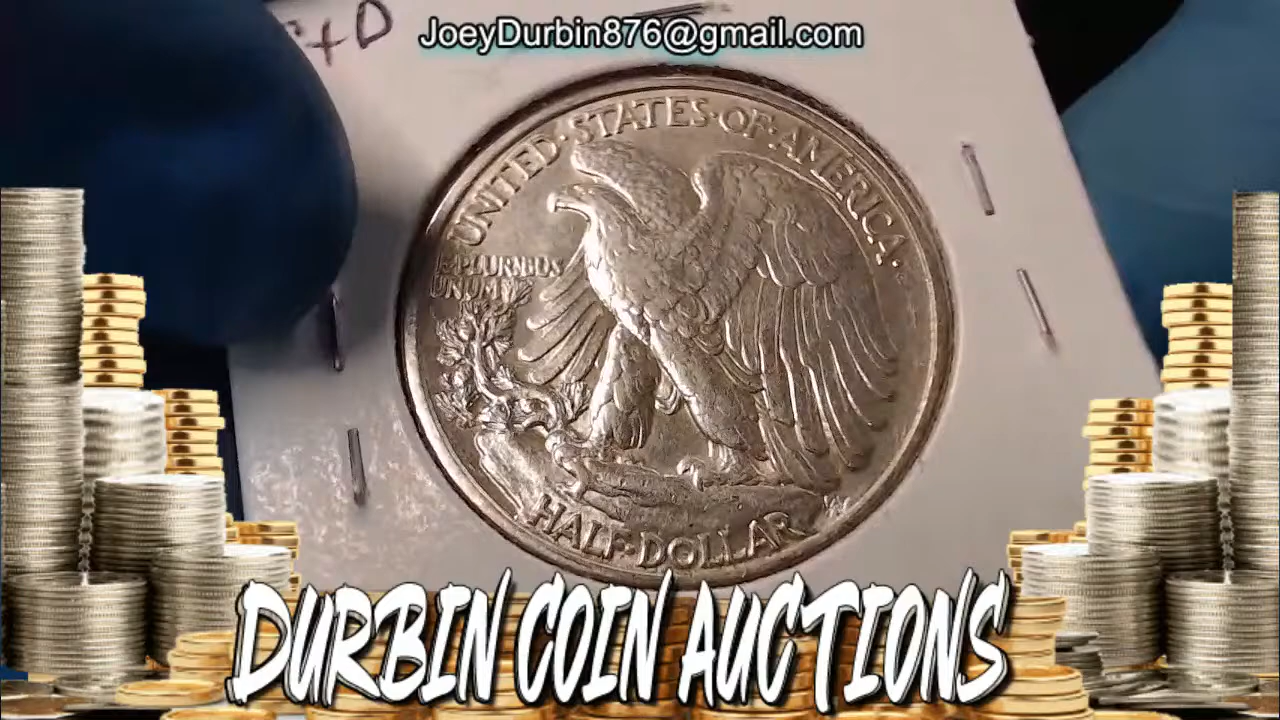 JoeyDurbin876@gmail.com
UNITED·STATES·OF·AMERICA·
E·PLURIBUS
UNUM
HALF·DOLLAR
DURBIN COIN AUCTIONS